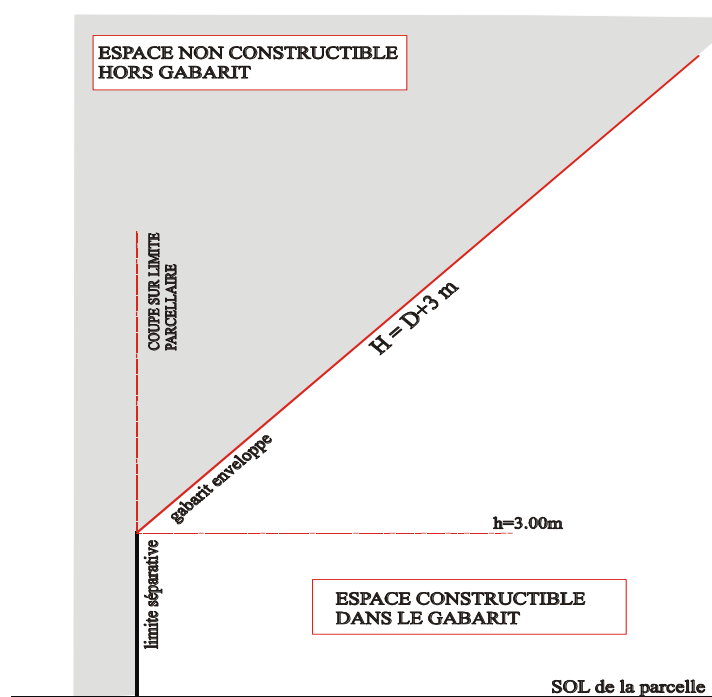 ESPACE NON CONSTRUCTIBLE
HORS GABARIT
COUPE SUR LIMITE
PARCELLAIRE
H = D+3 m
gabarit enveloppe
h=3.00m
limite séparative
ESPACE CONSTRUCTIBLE
DANS LE GABARIT
SOL de la parcelle